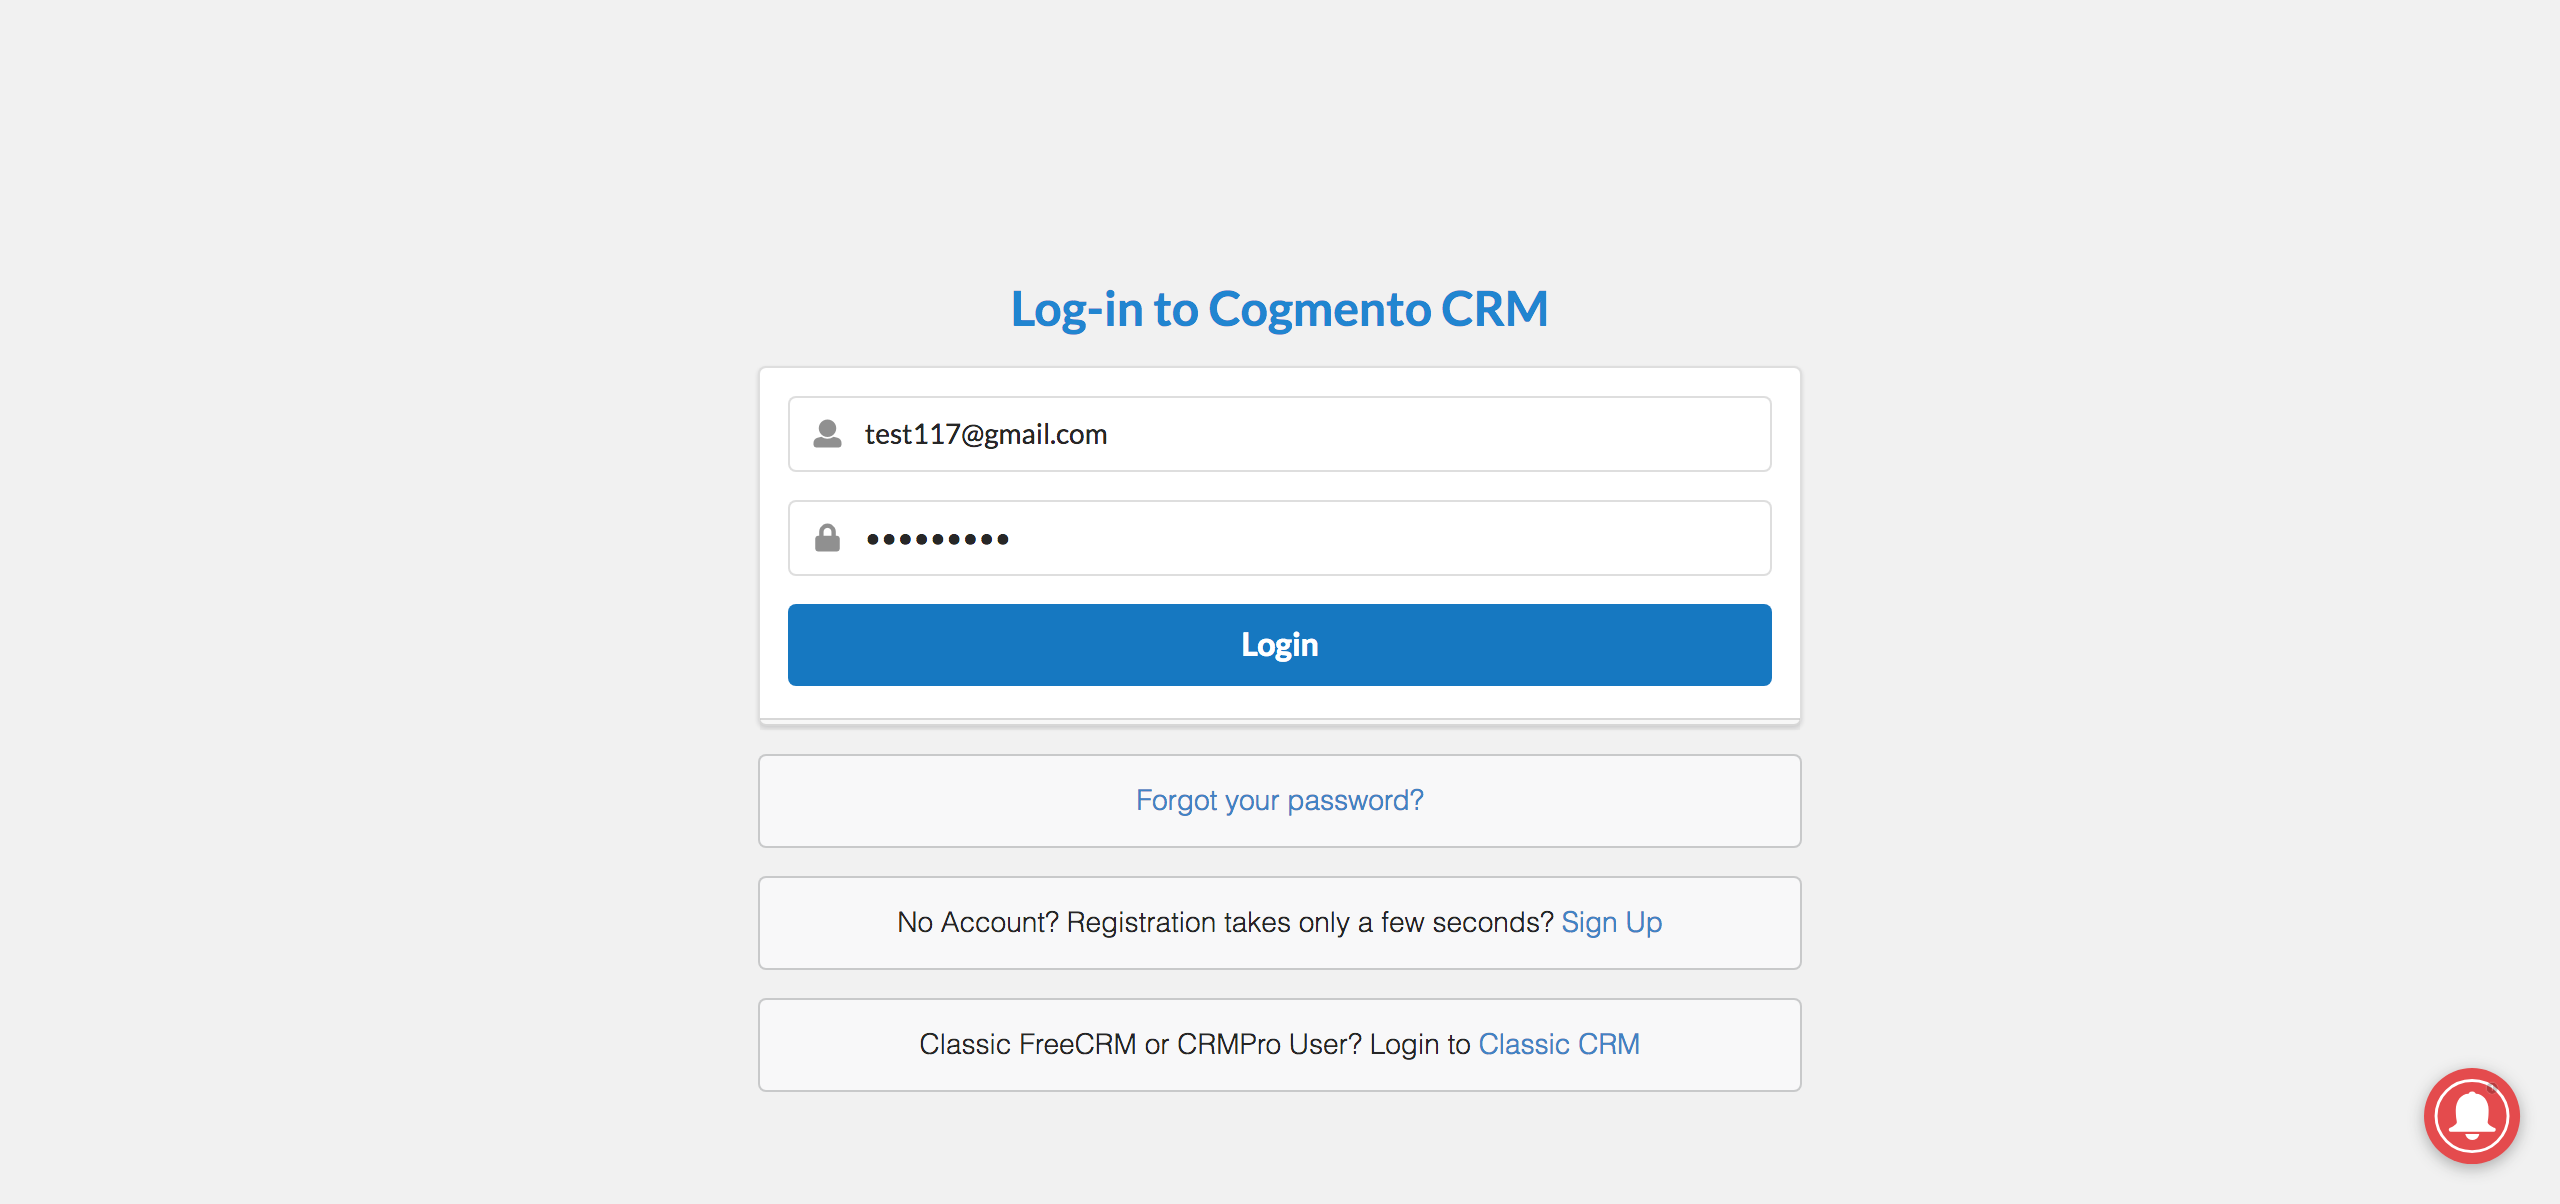 Log-in to Cogmento CRM
test117@gmail.com
•••••••••
Login
Forgot your password?
No Account? Registration takes only a few seconds? Sign Up
Classic FreeCRM or CRMPro User? Login to Classic CRM